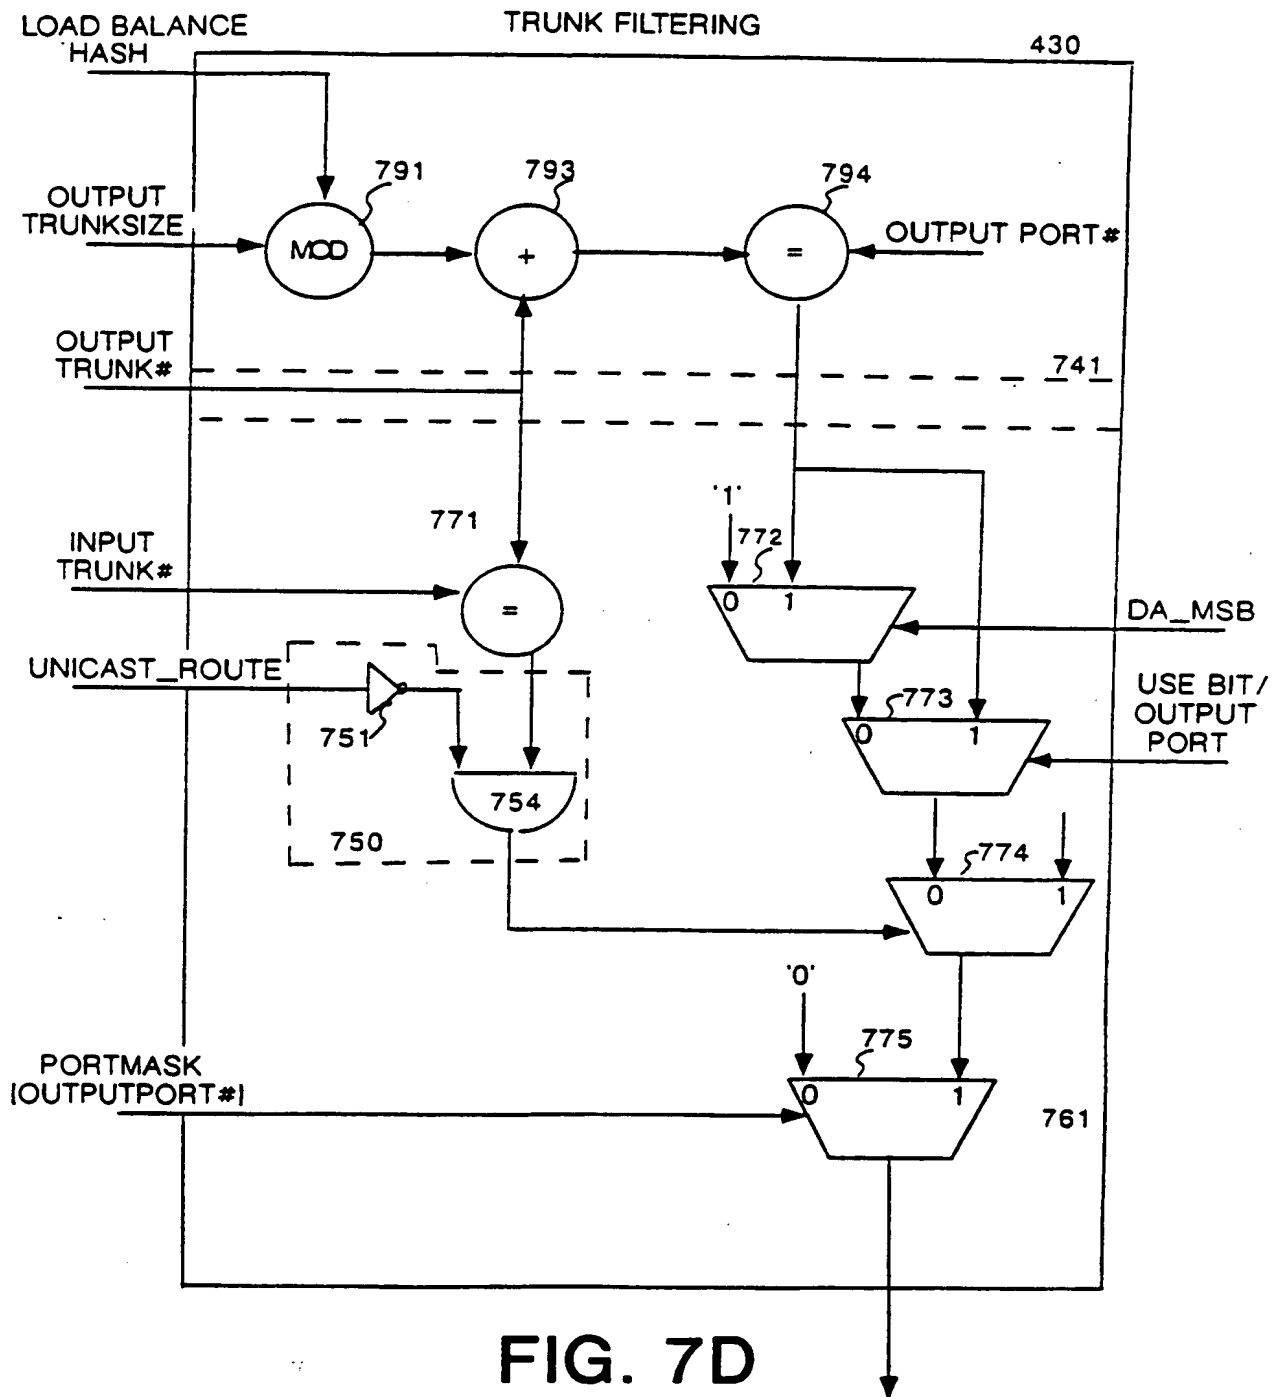 LOAD BALANCE
HASH
TRUNK FILTERING
430
791
793
794
OUTPUT
TRUNKSIZE
MOD
+
=
OUTPUT PORT#
OUTPUT
TRUNK#
741
'1'
771
772
INPUT
TRUNK#
=
0 1
DA_MSB
UNICAST_ROUTE
751
773
0 1
USE BIT/
OUTPUT
PORT
754
750
774
0 1
'0'
775
PORTMASK
[OUTPUTPORT#]
0 1
761
FIG. 7D